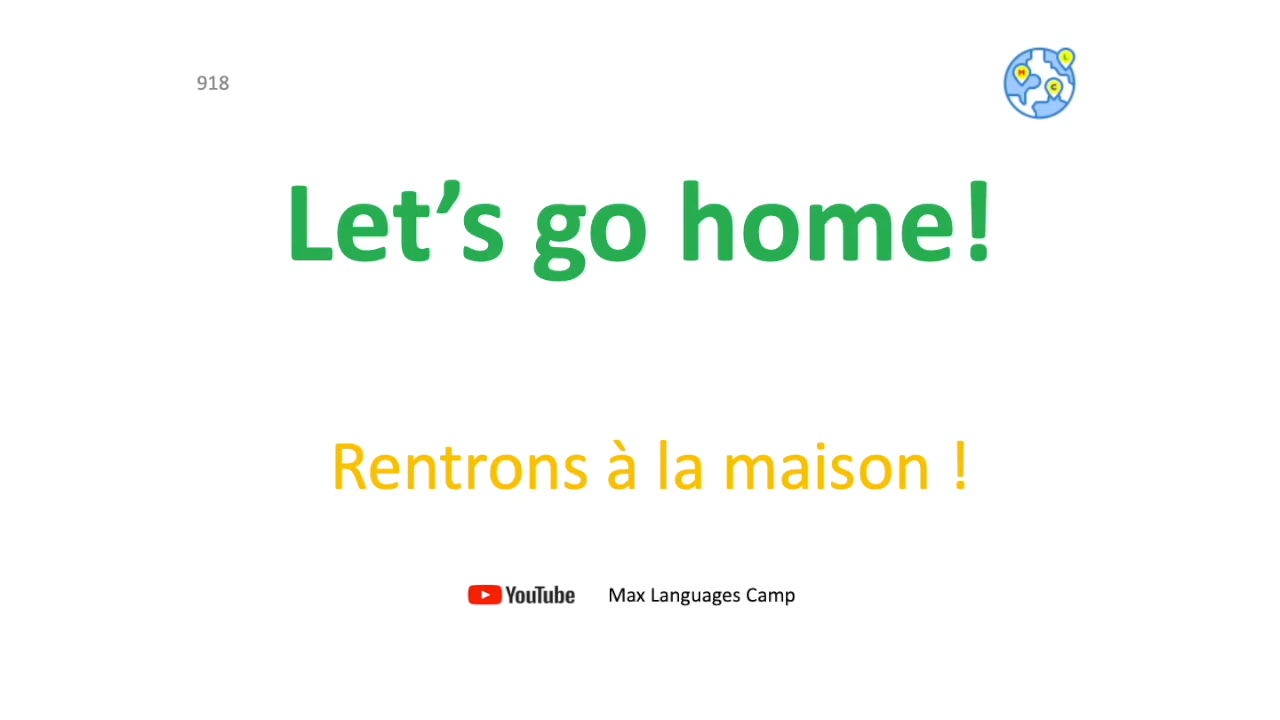 918
M
L
C
Let’s go home!
Rentrons à la maison !
YouTube Max Languages Camp